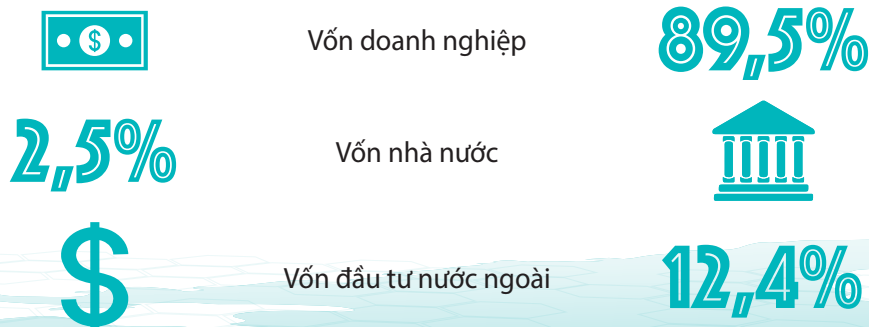 Vốn doanh nghiệp 89,5%
2,5% Vốn nhà nước
Vốn đầu tư nước ngoài 12,4%